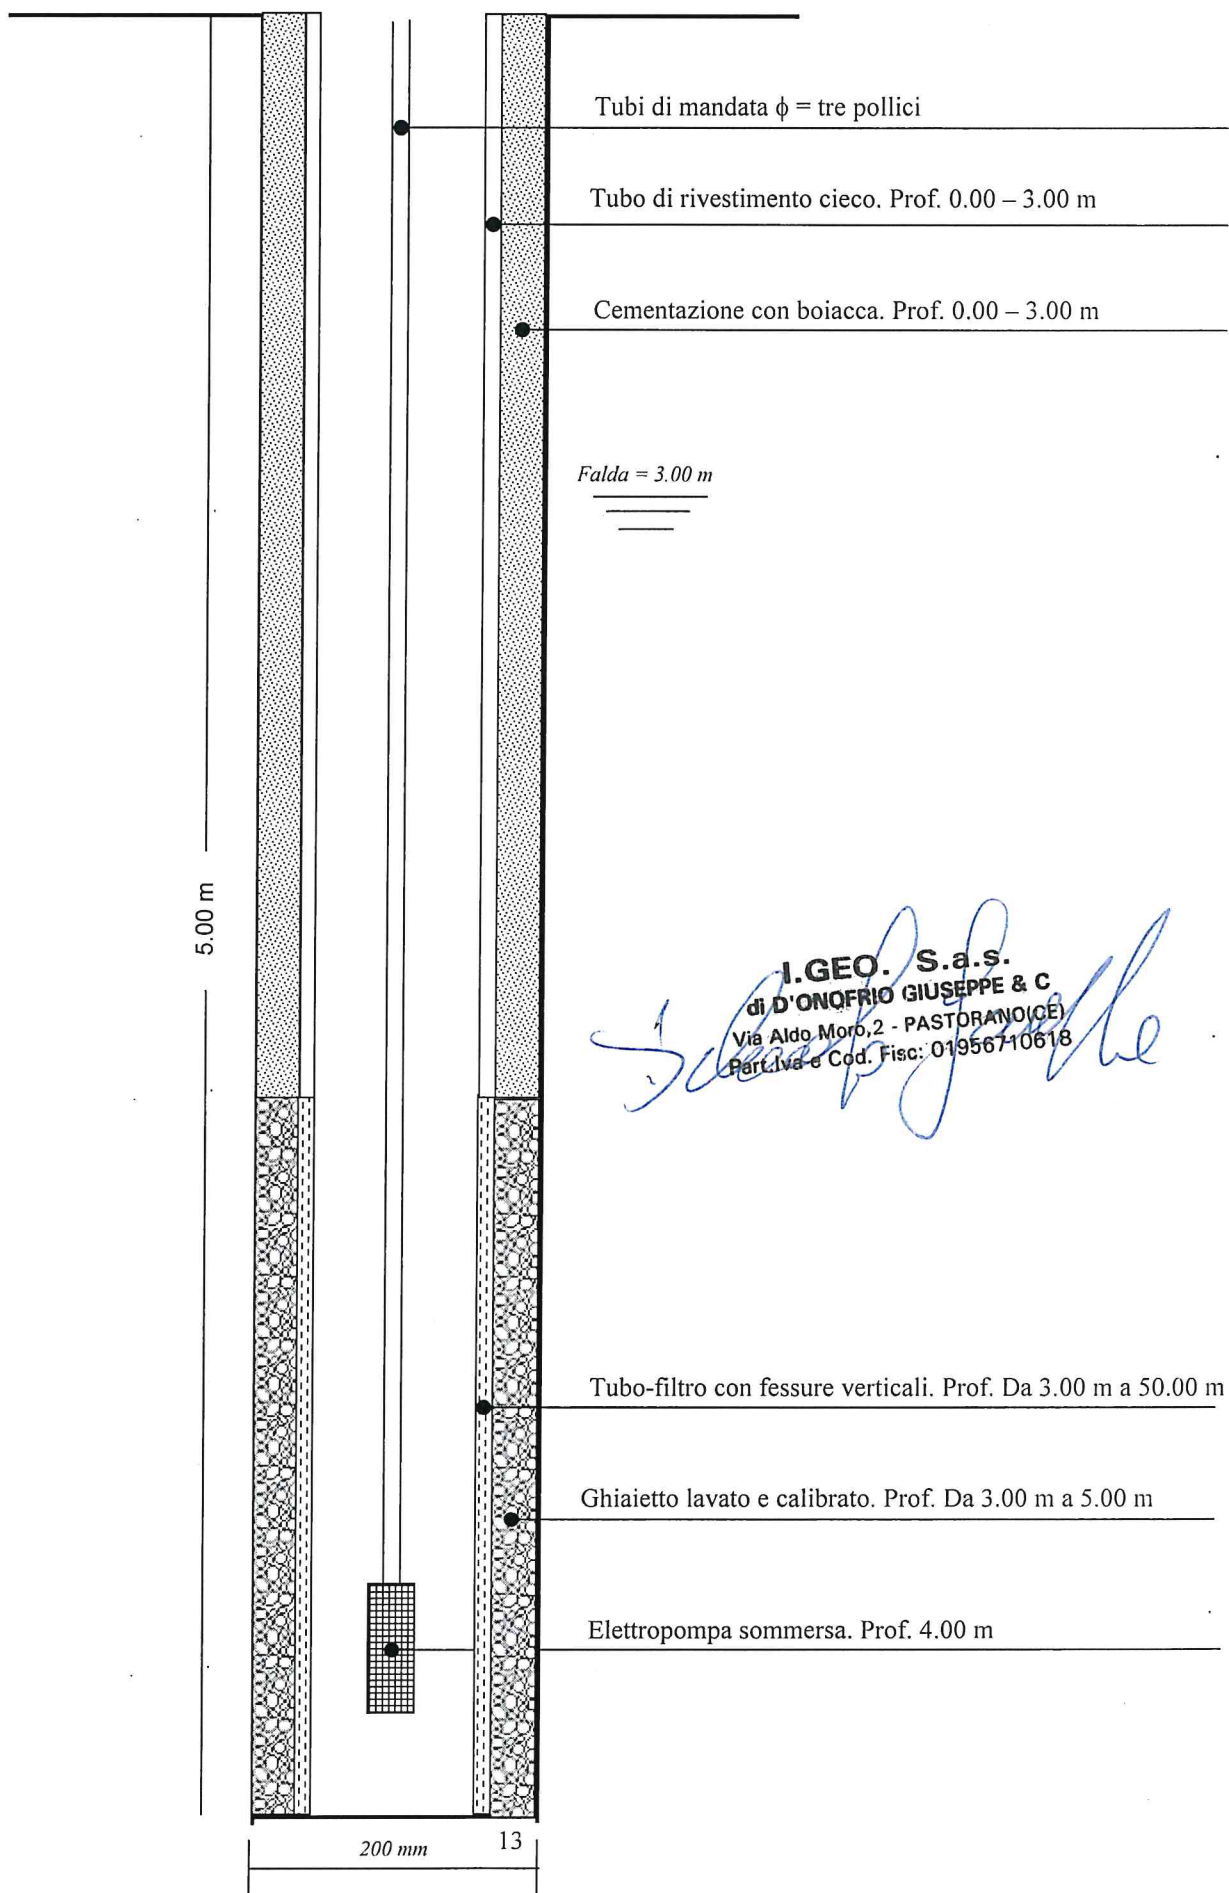 Tubi di mandata ϕ = tre pollici
Tubo di rivestimento cieco. Prof. 0.00 – 3.00 m
Cementazione con boiacca. Prof. 0.00 – 3.00 m
Falda = 3.00 m
5.00 m
I.GEO. S.a.s.
di D'ONOFRIO GIUSEPPE & C
Via Aldo Moro,2 - PASTORANO(CE)
Part.Iva e Cod. Fisc: 01956710618
Tubo-filtro con fessure verticali. Prof. Da 3.00 m a 50.00 m
Ghiaietto lavato e calibrato. Prof. Da 3.00 m a 5.00 m
Elettropompa sommersa. Prof. 4.00 m
13
200 mm